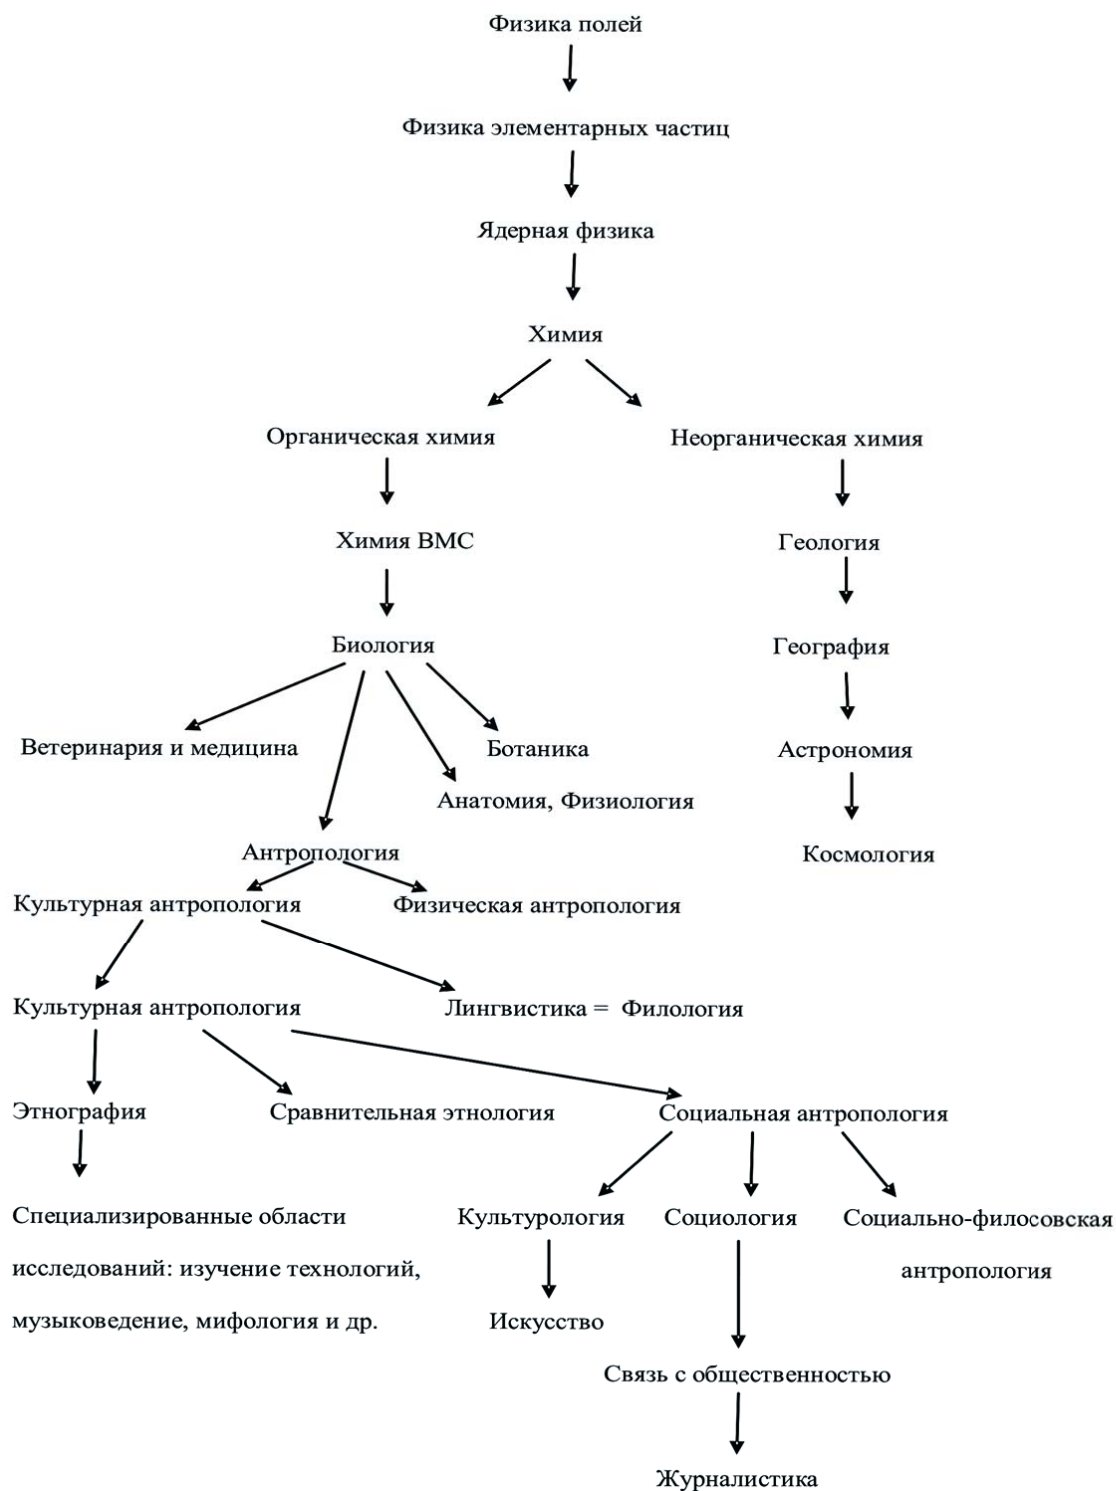 Физика полей
Физика элементарных частиц
Ядерная физика
Химия
Органическая химия
Неорганическая химия
Химия ВМС
Геология
Биология
География
Ветеринария и медицина
Ботаника
Астрономия
Анатомия, Физиология
Антропология
Космология
Культурная антропология
Физическая антропология
Культурная антропология
Лингвистика = Филология
Этнография
Сравнительная этнология
Социальная антропология
Специализированные области
исследований: изучение технологий,
музыковедение, мифология и др.
Культурология
Социология
Социально-филосовская
антропология
Искусство
Связь с общественностью
Журналистика